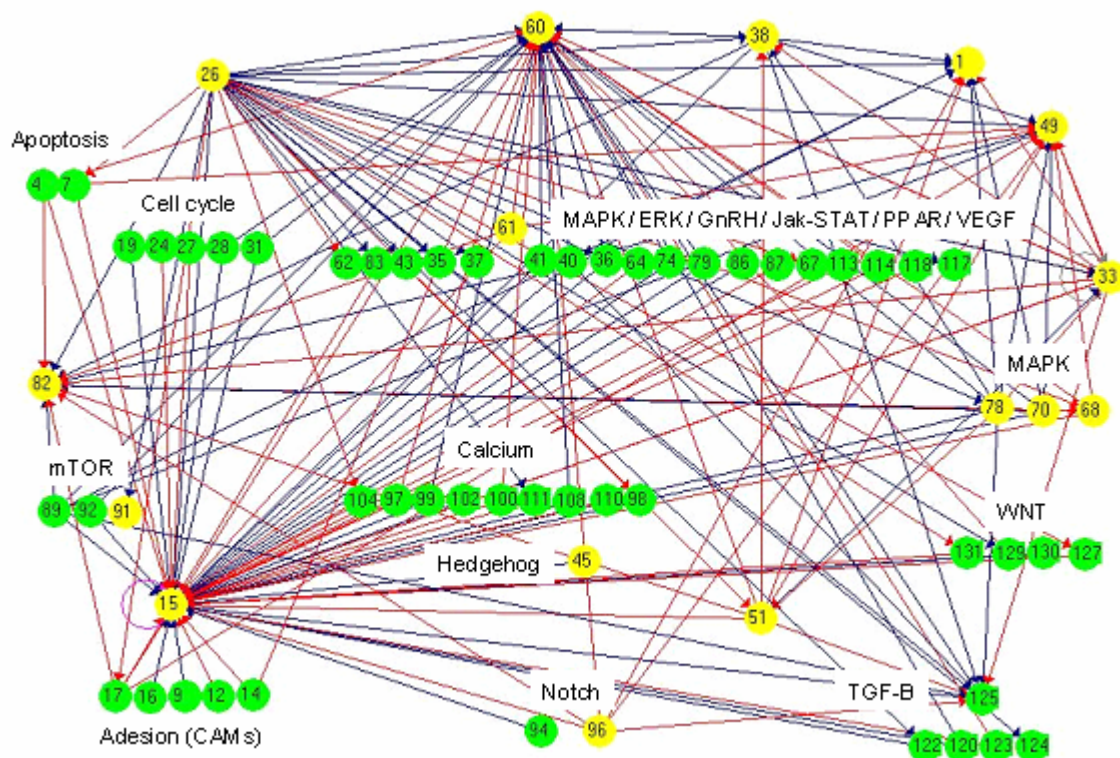 60
38
1
26
49
Apoptosis
4 7
Cell cycle
61
MAPK/ERK/GnRH/Jak-STAT/PPAR/VEGF
19 24 27 28 31
62 83 43 35 37 41 40 36 64 74 79 86 87 67 113 114 118 117
33
82
MAPK
78 70 68
mTOR
Calcium
89 92 91
104 97 99 102 100 111 108 110 98
WNT
131 129 130 127
Hedgehog
45
15
51
17 16 9 12 14
Notch
TGF-B
125
Adesion (CAMs)
94 96
122 120 123 124